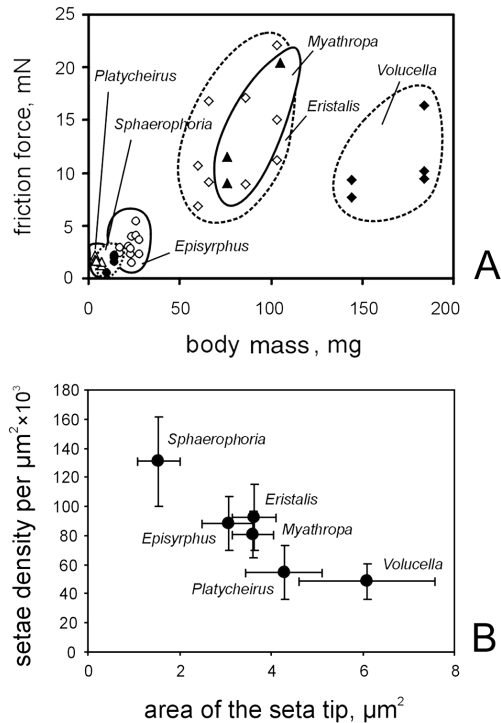 25
20
15
10
5
0
0 50 100 150 200
friction force, mN
body mass, mg
Platycheirus
Sphaerophoria
Episyrphus
Myathropa
Eristalis
Volucella
A
180
160
140
120
100
80
60
40
20
0
0 2 4 6 8
setae density per µm²×10³
area of the seta tip, µm²
Sphaerophoria
Eristalis
Episyrphus
Myathropa
Platycheirus
Volucella
B